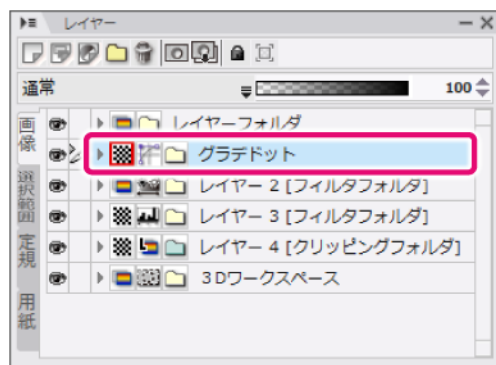 レイヤー
通常
100
画像
選択範囲
定規
用紙
レイヤーフォルダ
グラデドット
レイヤー 2 [フィルタフォルダ]
レイヤー 3 [フィルタフォルダ]
レイヤー 4 [クリッピングフォルダ]
3Dワークスペース